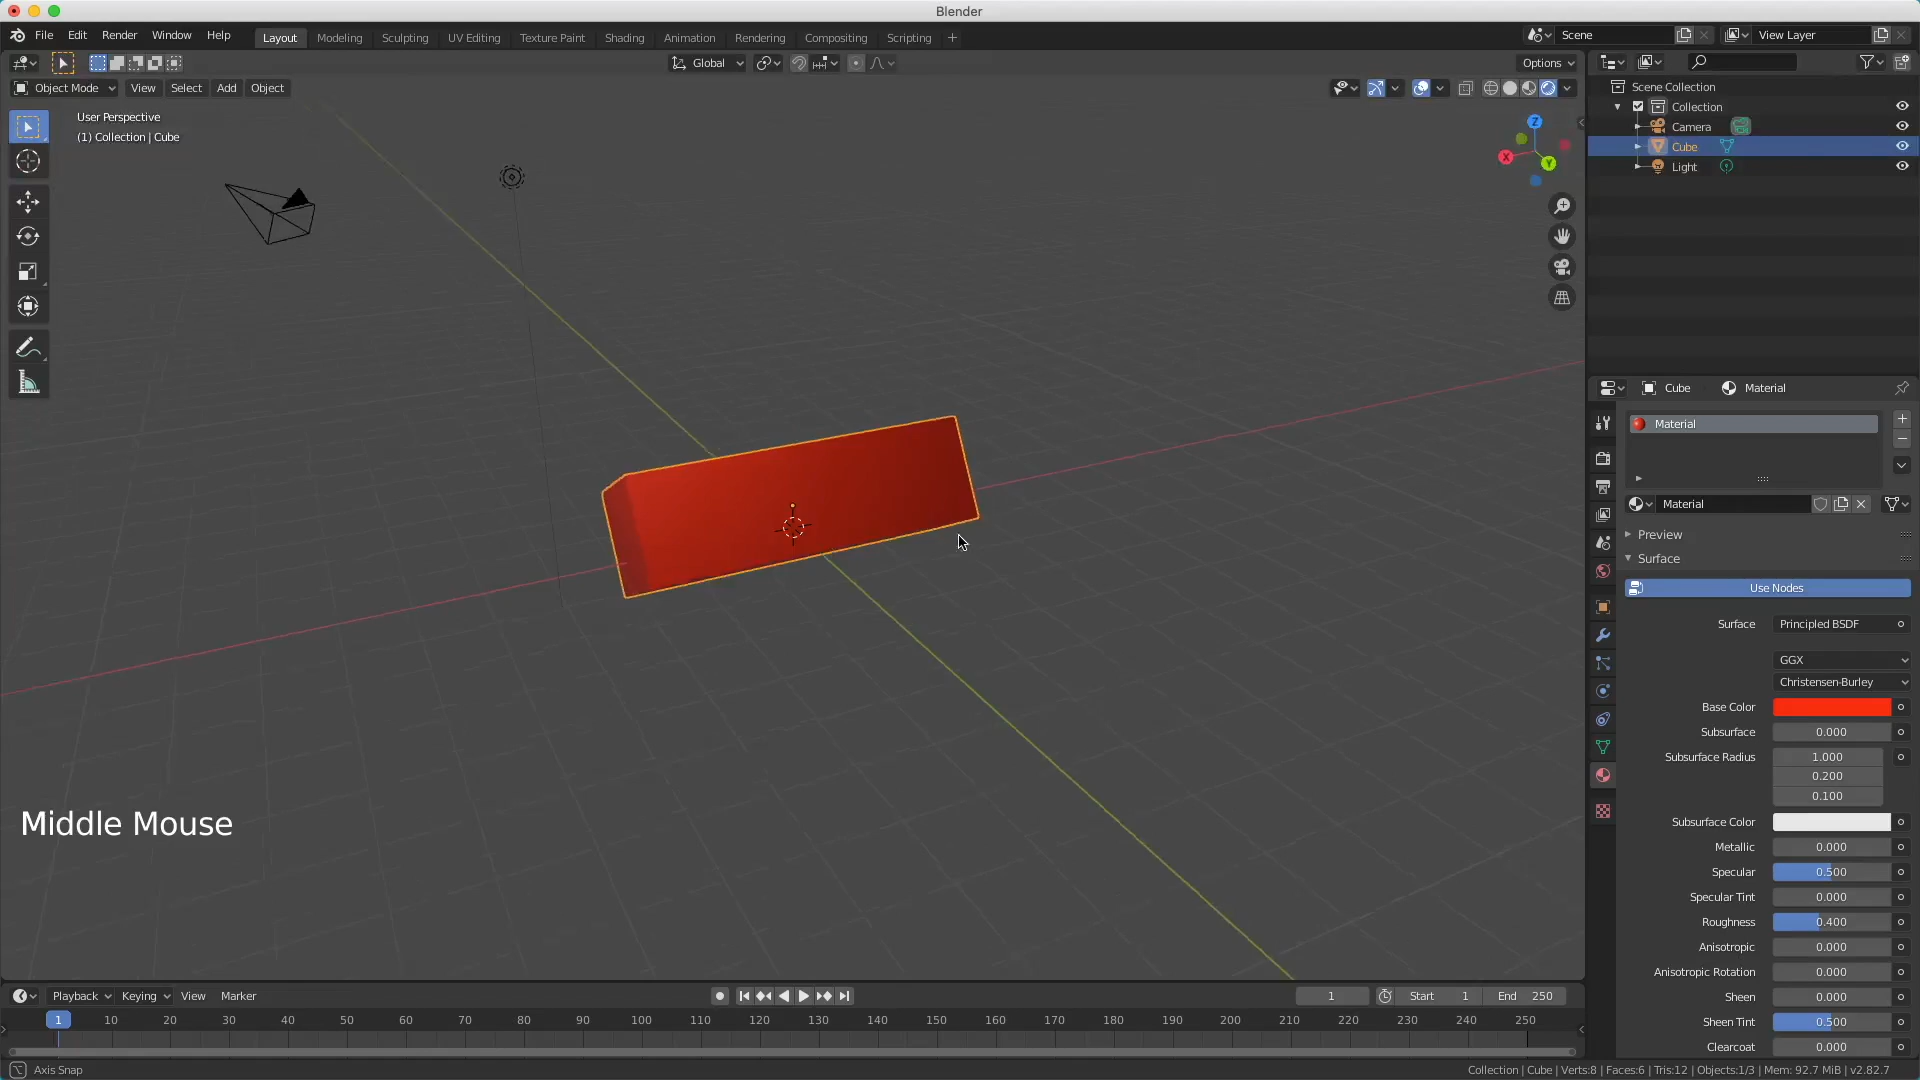 Blender
File Edit Render Window Help Layout Modeling Sculpting UV Editing Texture Paint Shading Animation Rendering Compositing Scripting + Scene View Layer
Global Options
Object Mode View Select Add Object
User Perspective
(1) Collection | Cube
Z
X
Y
Scene Collection
Collection
Camera
Cube
Light
Cube Material
Material
Material
Preview
Surface
Use Nodes
Surface Principled BSDF
GGX
Christensen-Burley
Base Color
Subsurface 0.000
Subsurface Radius 1.000
0.200
0.100
Subsurface Color
Metallic 0.000
Specular 0.500
Specular Tint 0.000
Roughness 0.400
Anisotropic 0.000
Anisotropic Rotation 0.000
Sheen 0.000
Sheen Tint 0.500
Clearcoat 0.000
Middle Mouse
Playback Keying View Marker 1 Start 1 End 250
1 10 20 30 40 50 60 70 80 90 100 110 120 130 140 150 160 170 180 190 200 210 220 230 240 250
Axis Snap
Collection | Cube | Verts:8 | Faces:6 | Tris:12 | Objects:1/3 | Mem: 92.7 MiB | v2.82.7